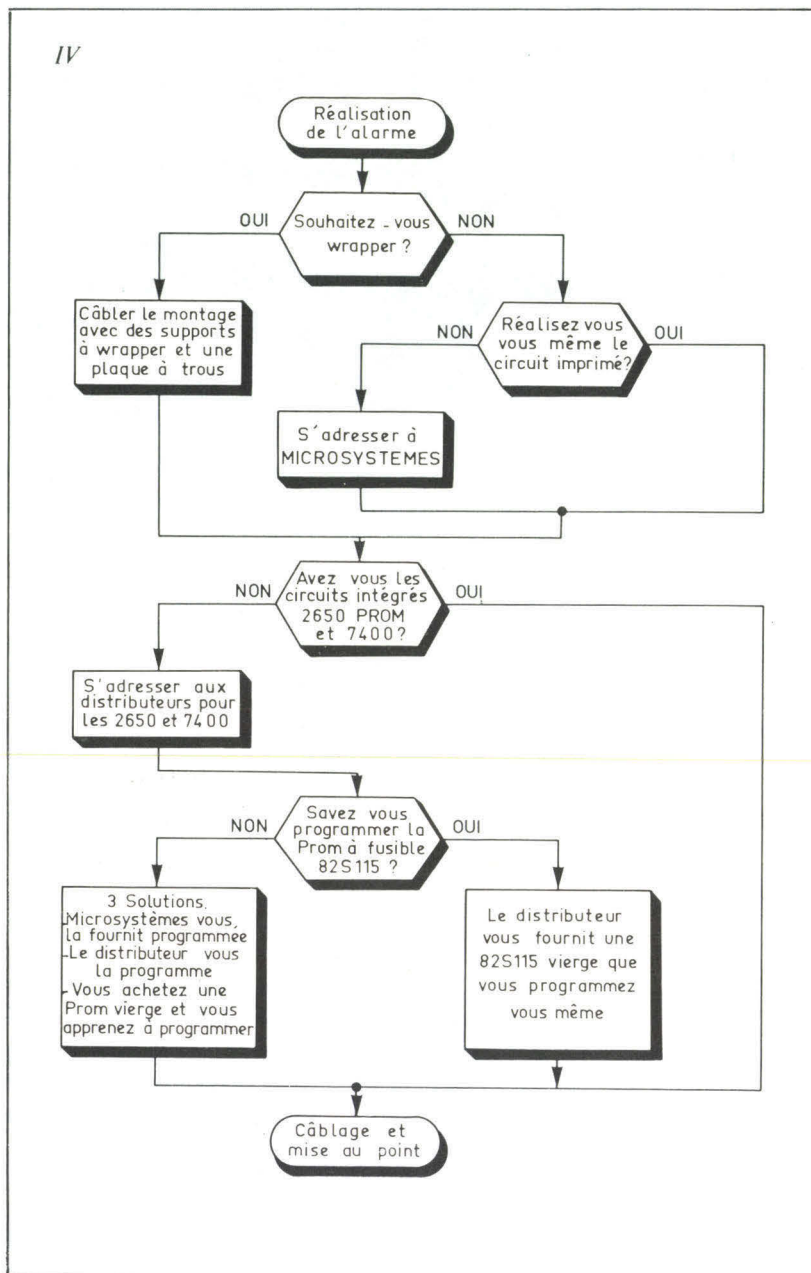 IV
Réalisation
de l'alarme
OUI
Souhaitez-vous
wrapper ?
NON
Câbler le montage
avec des supports
à wrapper et une
plaque à trous
NON
Réalisez vous
vous même le
circuit imprimé?
OUI
S'adresser à
MICROSYSTEMES
NON
Avez vous les
circuits intégrés
2650 PROM
et 7400?
OUI
S'adresser aux
distributeurs pour
les 2650 et 7400
NON
Savez vous
programmer la
Prom à fusible
82S115 ?
OUI
3 Solutions.
-Microsystèmes vous
la fournit programmée
-Le distributeur vous
la programme
-Vous achetez une
Prom vierge et vous
apprenez à programmer
Le distributeur
vous fournit une
82S115 vierge que
vous programmez
vous même
Câblage et
mise au point